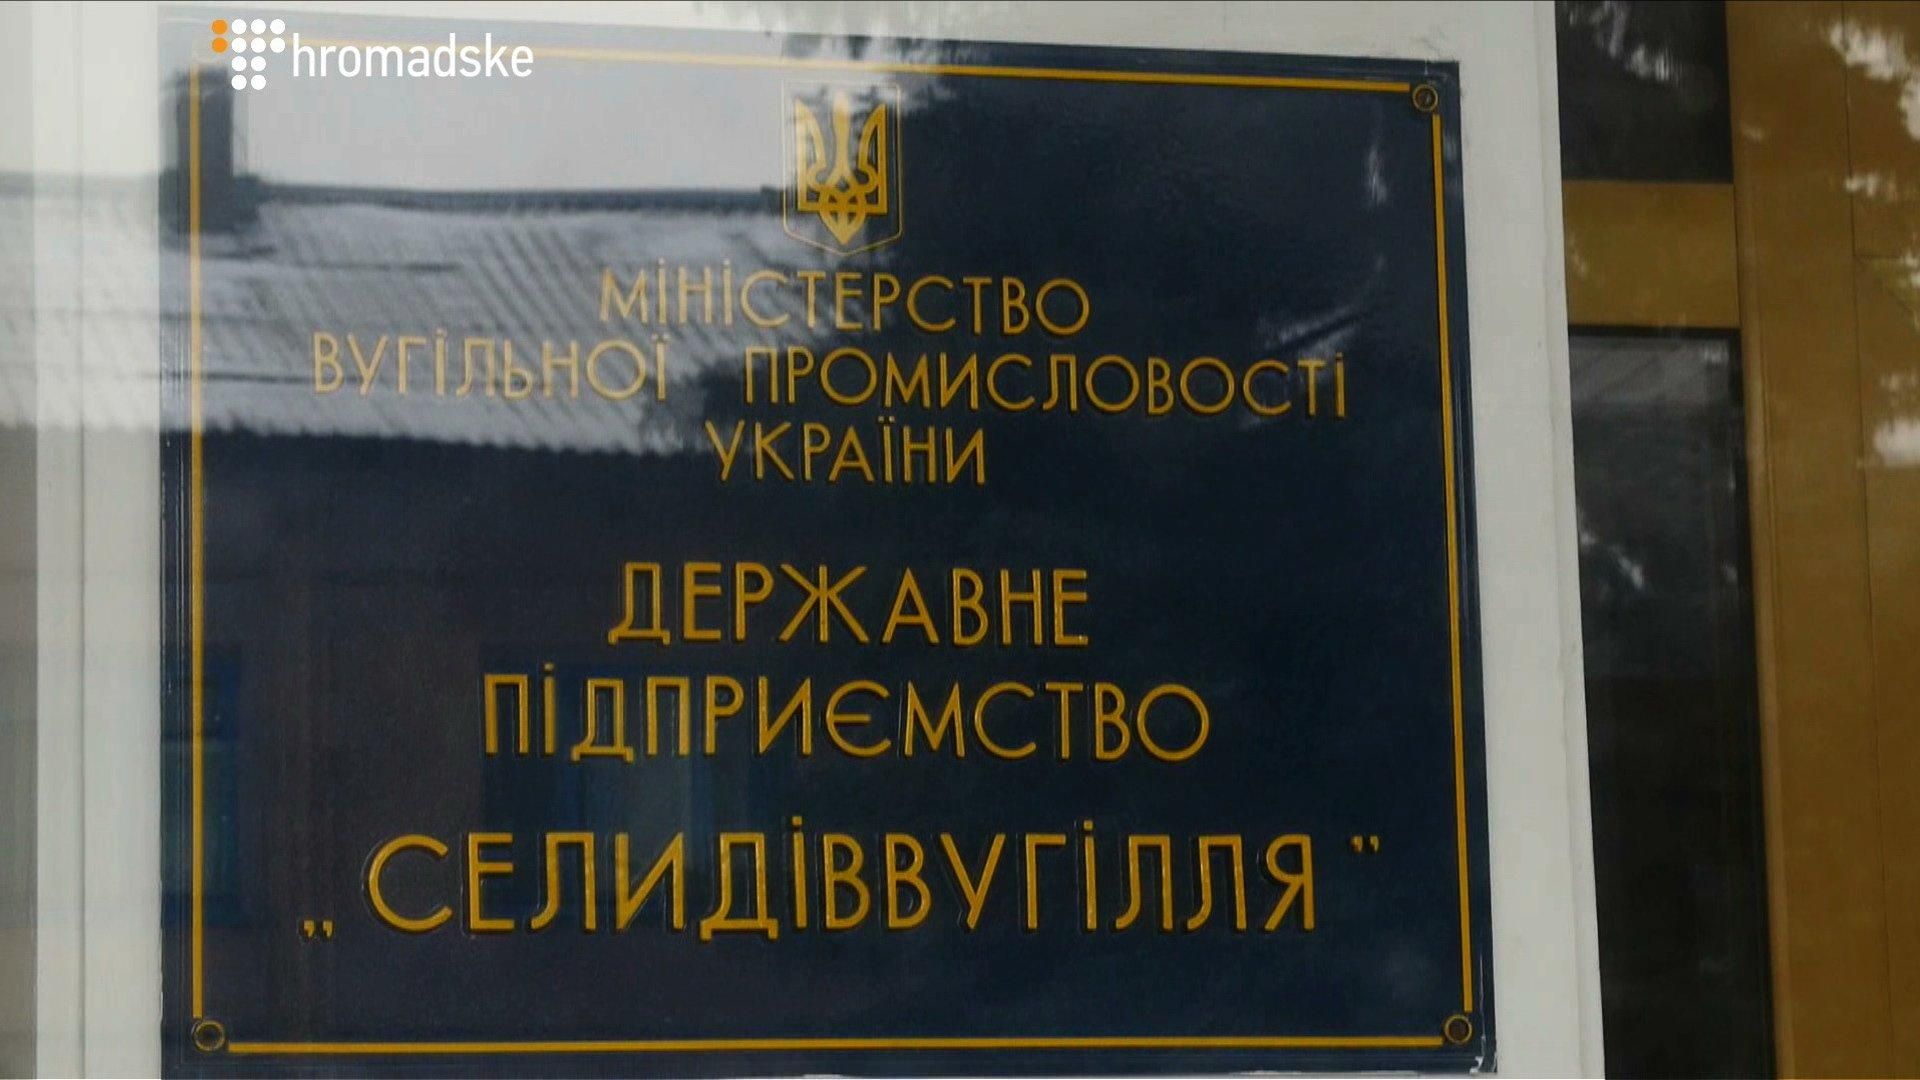 hromadske
МІНІСТЕРСТВО
ВУГІЛЬНОЇ ПРОМИСЛОВОСТІ
УКРАЇНИ
ДЕРЖАВНЕ
ПІДПРИЄМСТВО
„СЕЛИДІВВУГІЛЛЯ”